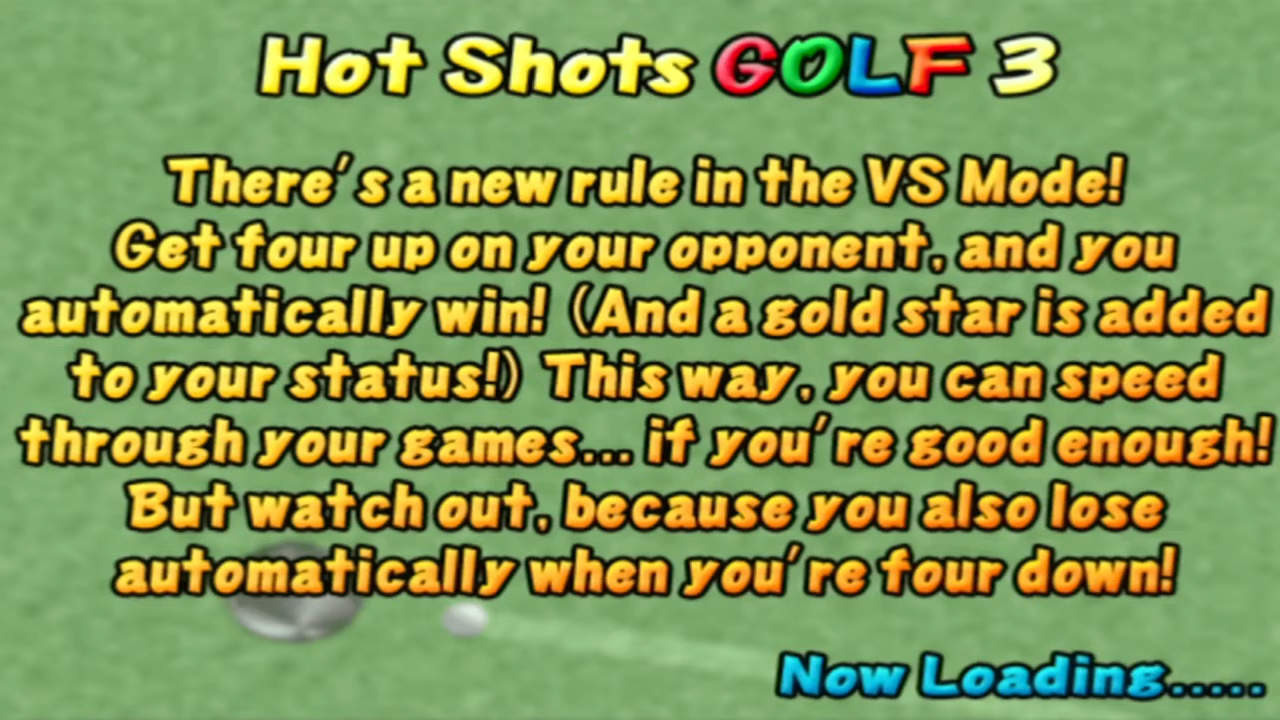 Hot Shots GOLF 3
There's a new rule in the VS Mode!
Get four up on your opponent, and you
automatically win! (And a gold star is added
to your status!) This way, you can speed
through your games... if you're good enough!
But watch out, because you also lose
automatically when you're four down!
Now Loading.....